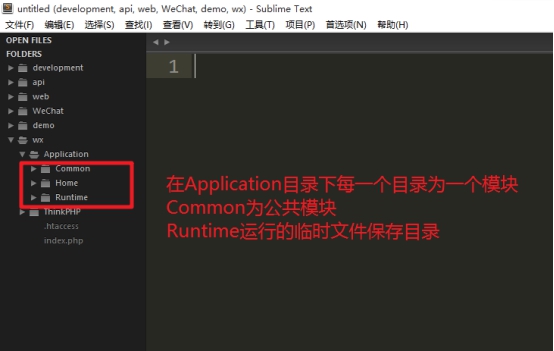 untitled (development, api, web, WeChat, demo, wx) - Sublime Text
文件(F) 编辑(E) 选择(S) 查找(I) 查看(V) 转到(G) 工具(T) 项目(P) 首选项(N) 帮助(H)
OPEN FILES
FOLDERS
development
1
api
web
WeChat
demo
wx
Application
Common
Home
Runtime
ThinkPHP
.htaccess
index.php
在Application目录下每一个目录为一个模块
Common为公共模块
Runtime运行的临时文件保存目录